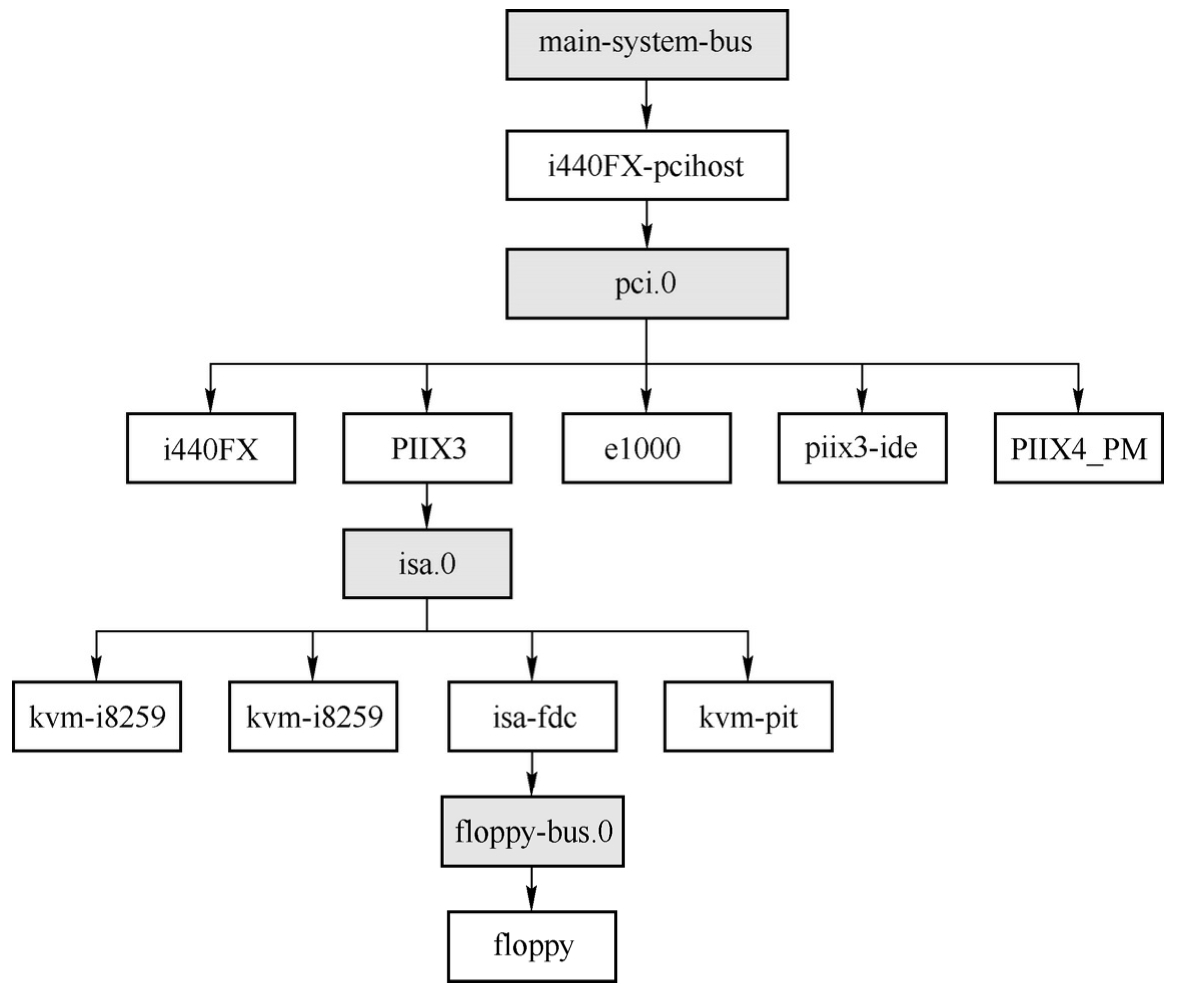 main-system-bus
i440FX-pcihost
pci.0
i440FX
PIIX3
e1000
piix3-ide
PIIX4_PM
isa.0
kvm-i8259
kvm-i8259
isa-fdc
kvm-pit
floppy-bus.0
floppy